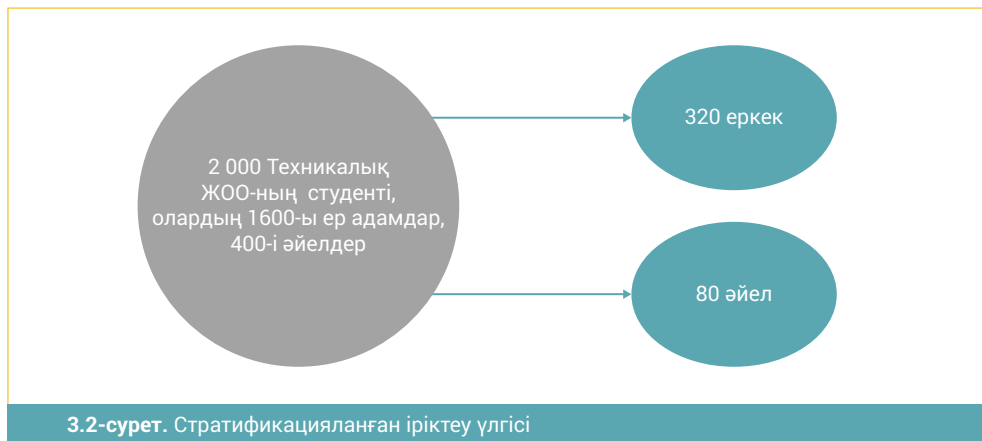 2 000 Техникалық
ЖОО-ның студенті,
олардың 1600-ы ер адамдар,
400-і әйелдер
320 еркек
80 әйел
3.2-сурет. Стратификацияланған іріктеу үлгісі